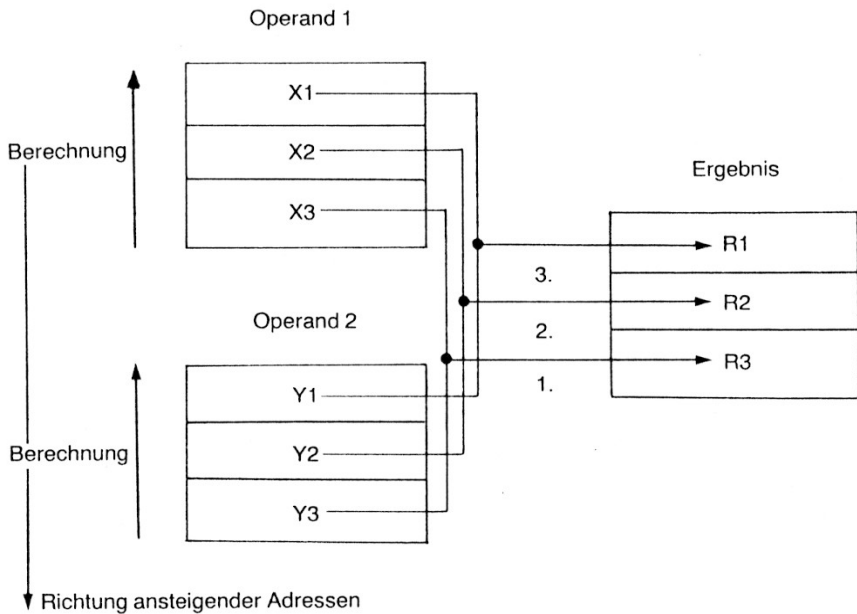 Operand 1
X1
Berechnung
X2
Ergebnis
X3
R1
3.
R2
Operand 2
2.
R3
1.
Y1
Berechnung
Y2
Y3
Richtung ansteigender Adressen